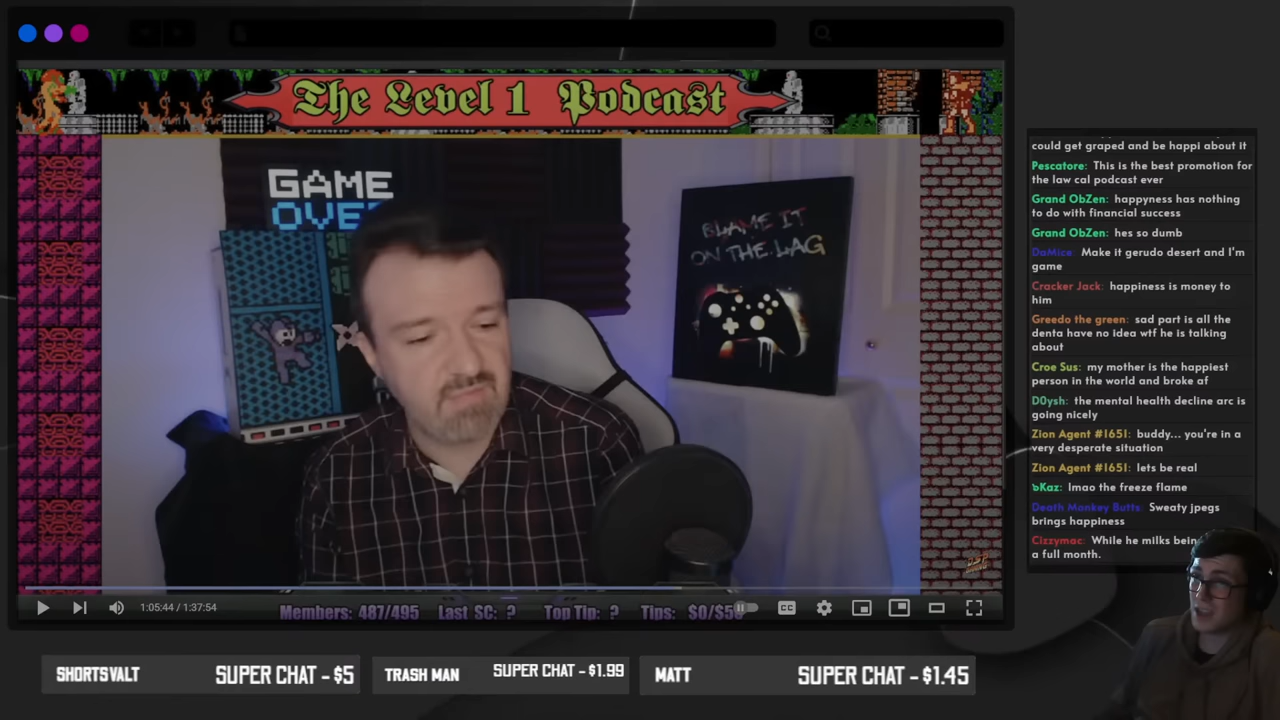 The Level 1 Podcast
GAME
OVER
BLAME IT
ON THE LAG
could get graped and be happi about it
Pescatore: This is the best promotion for
the law cal podcast ever
Grand ObZen: happyness has nothing
to do with financial success
Grand ObZen: hes so dumb
DaMice: Make it gerudo desert and I'm
game
Cracker Jack: happiness is money to
him
Greedo the green: sad part is all the
denta have no idea wtf he is talking
about
Croe Sus: my mother is the happiest
person in the world and broke af
D0ysh: the mental health decline arc is
going nicely
Zion Agent #1651: buddy... you're in a
very desperate situation
Zion Agent #1651: lets be real
ъKaz: lmao the freeze flame
Death Monkey Butts: Sweaty jpegs
brings happiness
Cizzymac: While he milks
a full month.
1:05:44 / 1:37:54
Members: 487/495 Last SC: ? Top Tip: ? Tips: $0/$5
CC
SHORTSVALT SUPER CHAT - $5
TRASH MAN SUPER CHAT - $1.99
MATT SUPER CHAT - $1.45